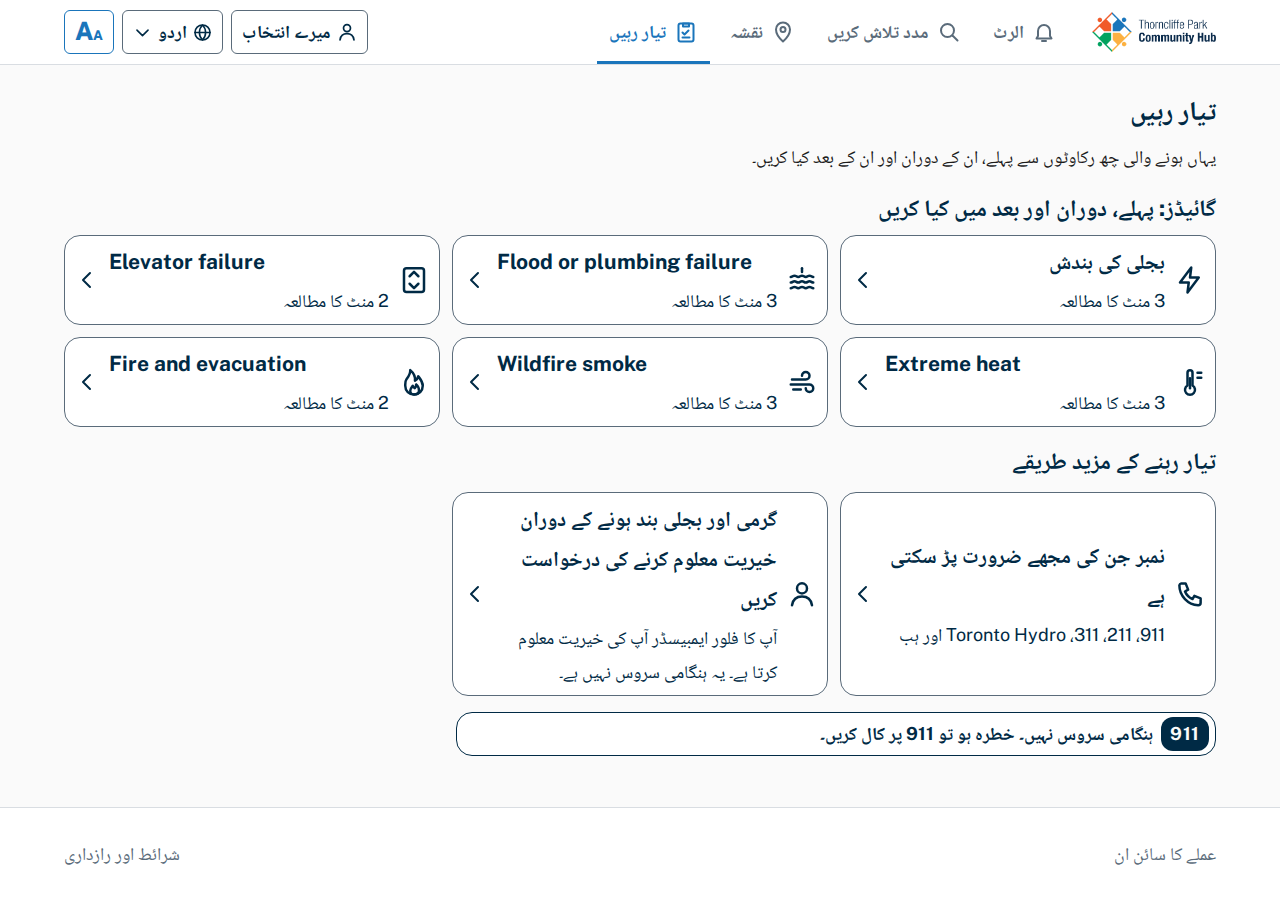 Thorncliffe Park
Community Hub
الرٹ
مدد تلاش کریں
نقشہ
تیار رہیں
میرے انتخاب
اردو
AA
تیار رہیں
یہاں ہونے والی چھ رکاوٹوں سے پہلے، ان کے دوران اور ان کے بعد کیا کریں۔
گائیڈز: پہلے، دوران اور بعد میں کیا کریں
بجلی کی بندش
3 منٹ کا مطالعہ
Flood or plumbing failure
3 منٹ کا مطالعہ
Elevator failure
2 منٹ کا مطالعہ
Extreme heat
3 منٹ کا مطالعہ
Wildfire smoke
3 منٹ کا مطالعہ
Fire and evacuation
2 منٹ کا مطالعہ
تیار رہنے کے مزید طریقے
نمبر جن کی مجھے ضرورت پڑ سکتی
ہے
911، 211، 311، Toronto Hydro اور ہب
گرمی اور بجلی بند ہونے کے دوران
خیریت معلوم کرنے کی درخواست
کریں
آپ کا فلور ایمبیسڈر آپ کی خیریت معلوم
کرتا ہے۔ یہ ہنگامی سروس نہیں ہے۔
911 ہنگامی سروس نہیں۔ خطرہ ہو تو 911 پر کال کریں۔
عملے کا سائن ان
شرائط اور رازداری